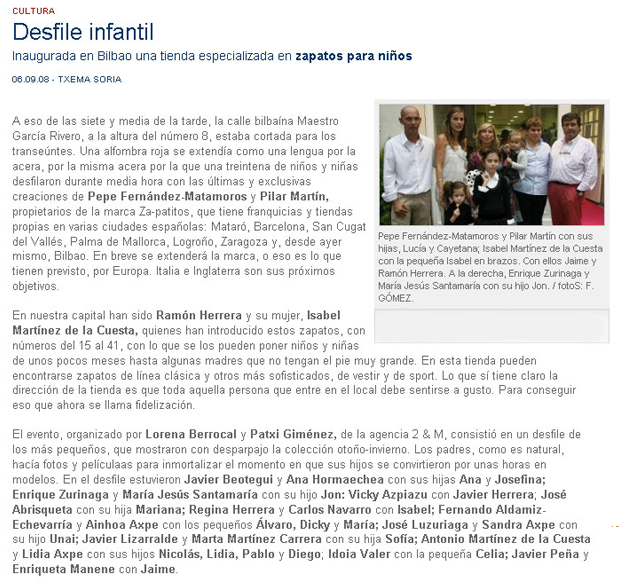 CULTURA
Desfile infantil
Inaugurada en Bilbao una tienda especializada en zapatos para niños
06.09.08 - TXEMA SORIA
A eso de las siete y media de la tarde, la calle bilbaína Maestro
García Rivero, a la altura del número 8, estaba cortada para los
transeúntes. Una alfombra roja se extendía como una lengua por la
acera, por la misma acera por la que una treintena de niños y niñas
desfilaron durante media hora con las últimas y exclusivas
creaciones de Pepe Fernández-Matamoros y Pilar Martín,
propietarios de la marca Za-patitos, que tiene franquicias y tiendas
propias en varias ciudades españolas: Mataró, Barcelona, San Cugat
del Vallés, Palma de Mallorca, Logroño, Zaragoza y, desde ayer
mismo, Bilbao. En breve se extenderá la marca, o eso es lo que
tienen previsto, por Europa. Italia e Inglaterra son sus próximos
objetivos.
Pepe Fernández-Matamoros y Pilar Martín con sus
hijas, Lucía y Cayetana; Isabel Martínez de la Cuesta
con la pequeña Isabel en brazos. Con ellos Jaime y
Ramón Herrera. A la derecha, Enrique Zurinaga y
María Jesús Santamaría con su hijo Jon. / fotoS: F.
GÓMEZ.
En nuestra capital han sido Ramón Herrera y su mujer, Isabel
Martínez de la Cuesta, quienes han introducido estos zapatos, con
números del 15 al 41, con lo que se los pueden poner niños y niñas
de unos pocos meses hasta algunas madres que no tengan el pie muy grande. En esta tienda pueden
encontrarse zapatos de línea clásica y otros más sofisticados, de vestir y de sport. Lo que sí tiene claro la
dirección de la tienda es que toda aquella persona que entre en el local debe sentirse a gusto. Para conseguir
eso que ahora se llama fidelización.
El evento, organizado por Lorena Berrocal y Patxi Giménez, de la agencia 2 & M, consistió en un desfile de
los más pequeños, que mostraron con desparpajo la colección otoño-invierno. Los padres, como es natural,
hacía fotos y películaas para inmortalizar el momento en que sus hijos se convirtieron por unas horas en
modelos. En el desfile estuvieron Javier Beotegui y Ana Hormaechea con sus hijas Ana y Josefina;
Enrique Zurinaga y María Jesús Santamaría con su hijo Jon: Vicky Azpiazu con Javier Herrera; José
Abrisqueta con su hija Mariana; Regina Herrera y Carlos Navarro con Isabel; Fernando Aldamiz-
Echevarría y Ainhoa Axpe con los pequeños Álvaro, Dicky y María; José Luzuriaga y Sandra Axpe con
su hijo Unai; Javier Lizarralde y Marta Martínez Carrera con su hija Sofía; Antonio Martínez de la Cuesta
y Lidia Axpe con sus hijos Nicolás, Lidia, Pablo y Diego; Idoia Valer con la pequeña Celia; Javier Peña y
Enriqueta Manene con Jaime.